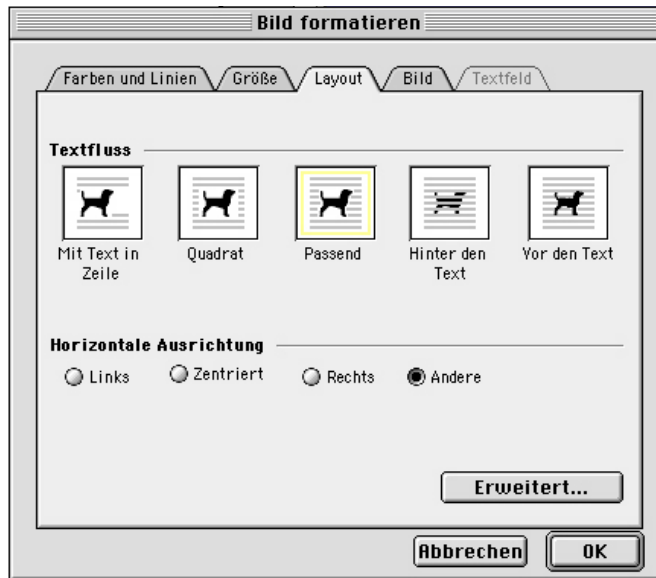 Bild formatieren
Farben und Linien Größe Layout Bild Textfeld
Textfluss
Mit Text in Zeile
Quadrat
Passend
Hinter den Text
Vor den Text
Horizontale Ausrichtung
Links Zentriert Rechts Andere
Erweitert...
Abbrechen OK